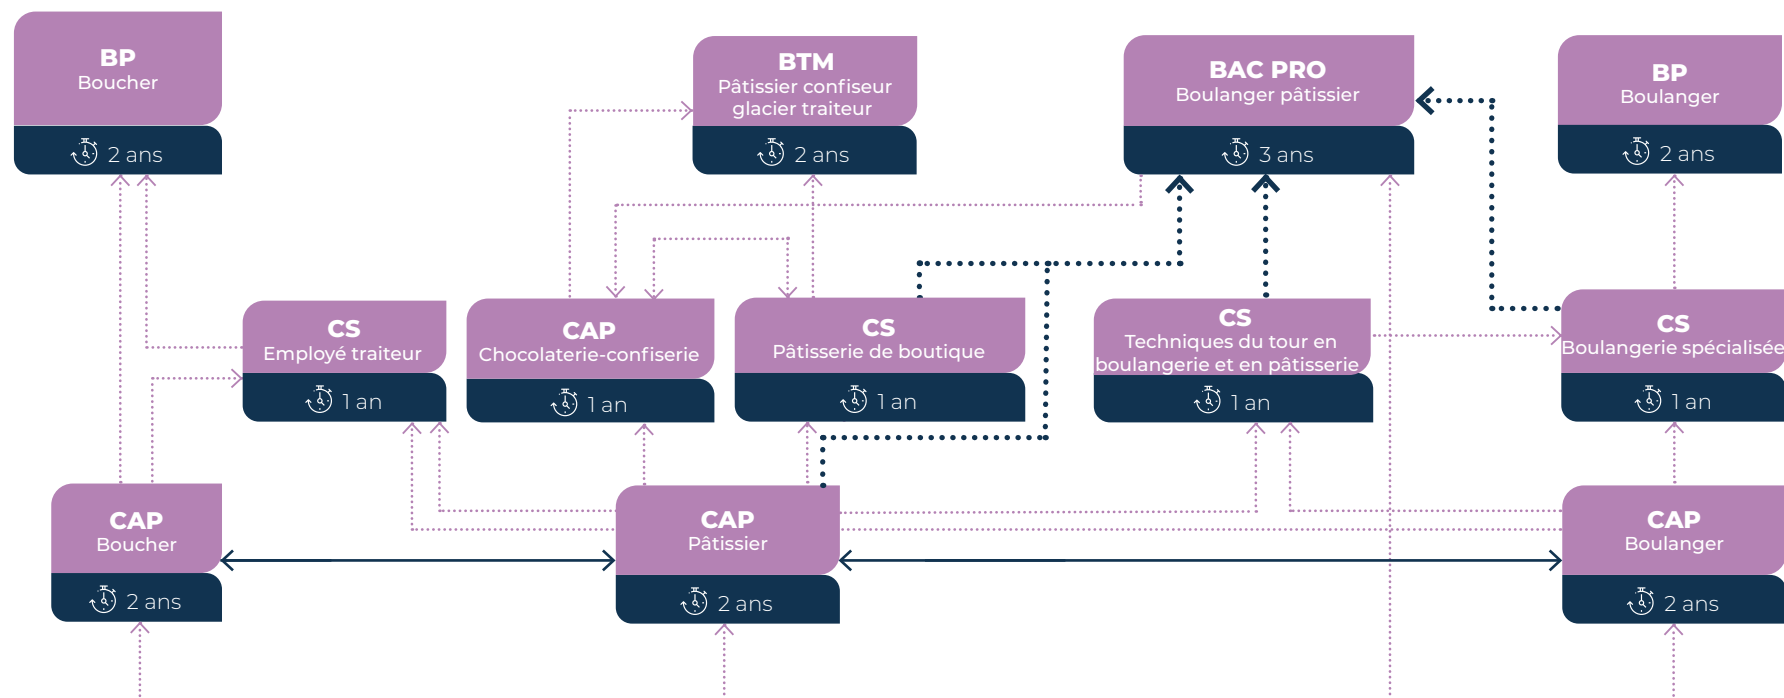 BP
Boucher
2 ans
BTM
Pâtissier confiseur
glacier traiteur
2 ans
BAC PRO
Boulanger pâtissier
3 ans
BP
Boulanger
2 ans
CS
Employé traiteur
1 an
CAP
Chocolaterie-confiserie
1 an
CS
Pâtisserie de boutique
1 an
CS
Techniques du tour en
boulangerie et en pâtisserie
1 an
CS
Boulangerie spécialisée
1 an
CAP
Boucher
2 ans
CAP
Pâtissier
2 ans
CAP
Boulanger
2 ans